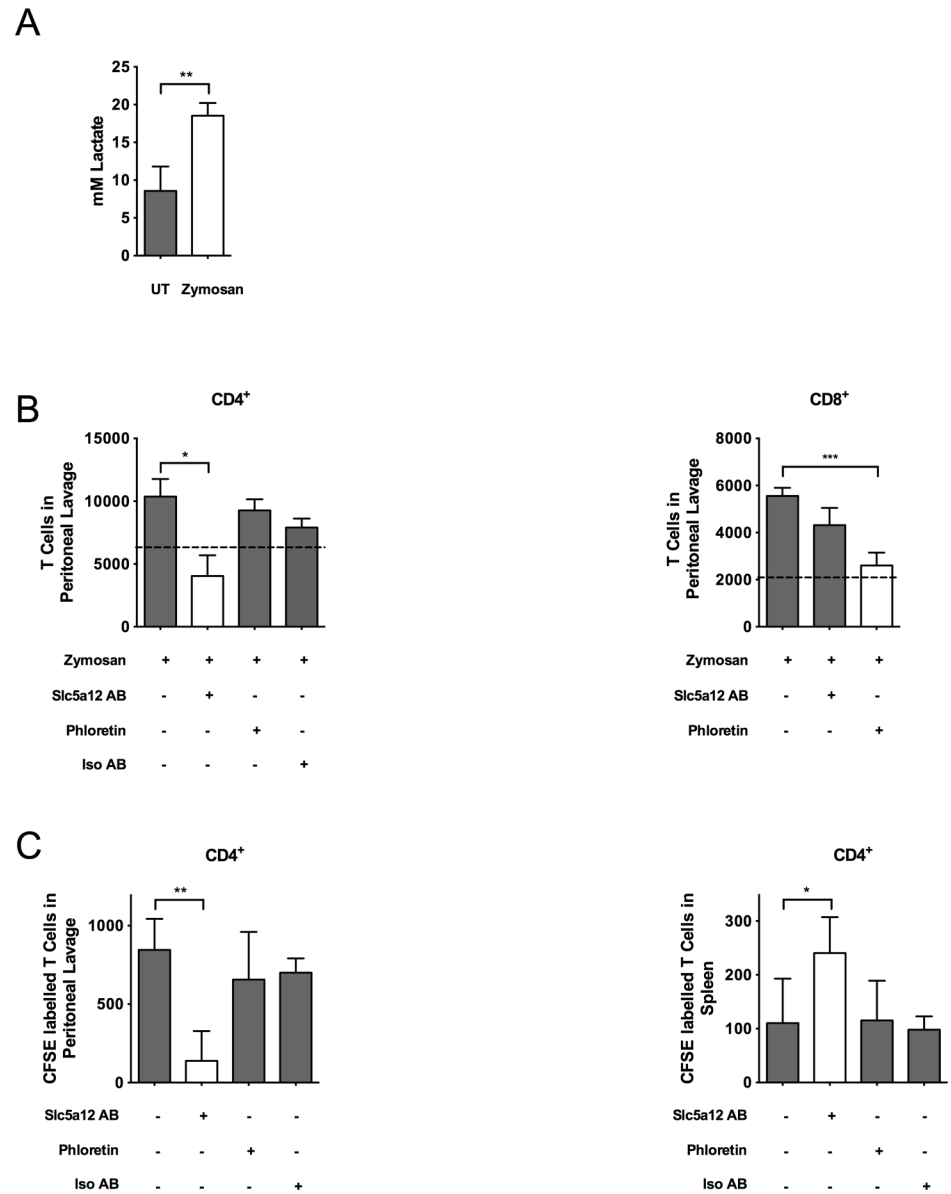 A
25
20
15
10
5
0
mM Lactate
**
UT Zymosan
B
CD4+
15000
10000
5000
0
T Cells in
Peritoneal Lavage
*
Zymosan + + + +
Slc5a12 AB - + - -
Phloretin - - + -
Iso AB - - - +
CD8+
8000
6000
4000
2000
0
T Cells in
Peritoneal Lavage
***
Zymosan + + +
Slc5a12 AB - + -
Phloretin - - +
C
CD4+
1000
500
0
CFSE labelled T Cells in
Peritoneal Lavage
**
Slc5a12 AB - + - -
Phloretin - - + -
Iso AB - - - +
CD4+
300
200
100
0
CFSE labelled T Cells in
Spleen
*
Slc5a12 AB - + - -
Phloretin - - + -
Iso AB - - - +